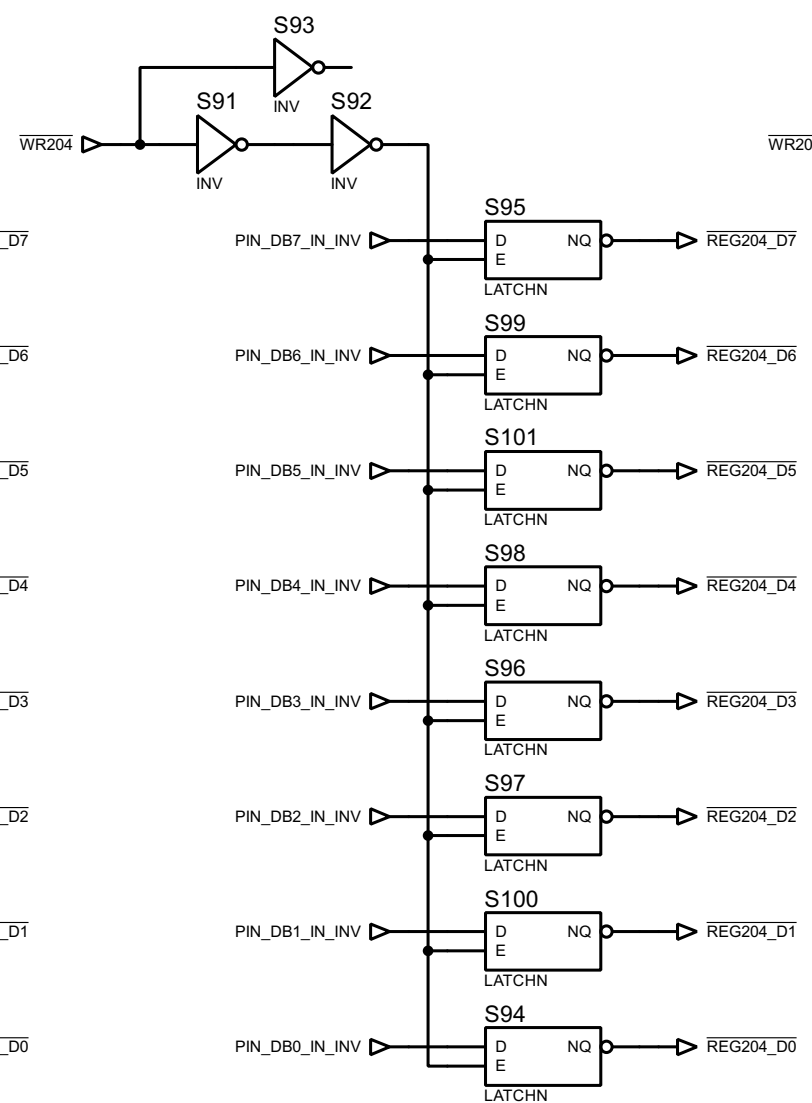 S93
INV
S91
S92
WR204
INV
INV
WR20
S95
_D7
PIN_DB7_IN_INV
D
NQ
REG204_D7
E
LATCHN
S99
_D6
PIN_DB6_IN_INV
D
NQ
REG204_D6
E
LATCHN
S101
_D5
PIN_DB5_IN_INV
D
NQ
REG204_D5
E
LATCHN
S98
_D4
PIN_DB4_IN_INV
D
NQ
REG204_D4
E
LATCHN
S96
_D3
PIN_DB3_IN_INV
D
NQ
REG204_D3
E
LATCHN
S97
_D2
PIN_DB2_IN_INV
D
NQ
REG204_D2
E
LATCHN
S100
_D1
PIN_DB1_IN_INV
D
NQ
REG204_D1
E
LATCHN
S94
_D0
PIN_DB0_IN_INV
D
NQ
REG204_D0
E
LATCHN